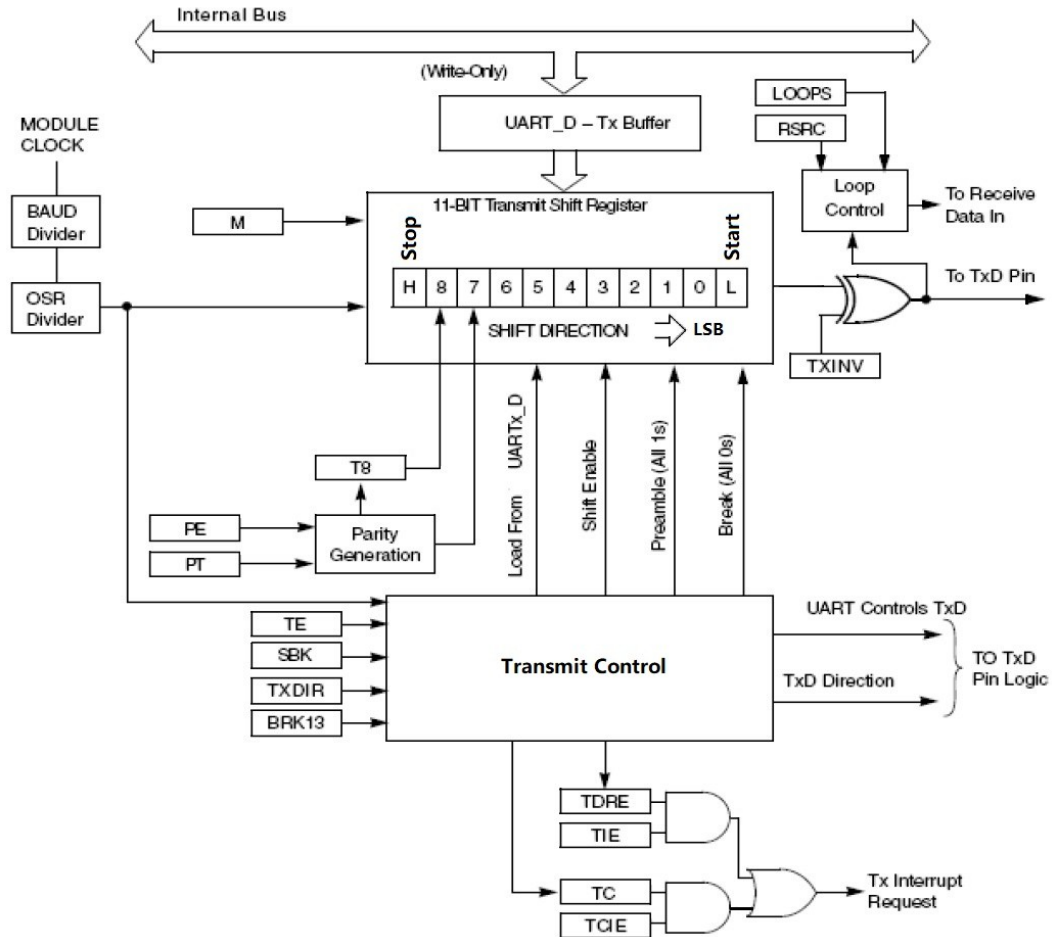 Internal Bus
(Write-Only)
UART_D – Tx Buffer
LOOPS
RSRC
Loop
Control
To Receive
Data In
MODULE
CLOCK
BAUD
Divider
OSR
Divider
M
11-BIT Transmit Shift Register
Stop
Start
H 8 7 6 5 4 3 2 1 0 L
SHIFT DIRECTION
LSB
To TxD Pin
TXINV
T8
PE
PT
Parity
Generation
Load From UARTx_D
Shift Enable
Preamble (All 1s)
Break (All 0s)
TE
SBK
TXDIR
BRK13
Transmit Control
UART Controls TxD
TxD Direction
TO TxD
Pin Logic
TDRE
TIE
TC
TCIE
Tx Interrupt
Request